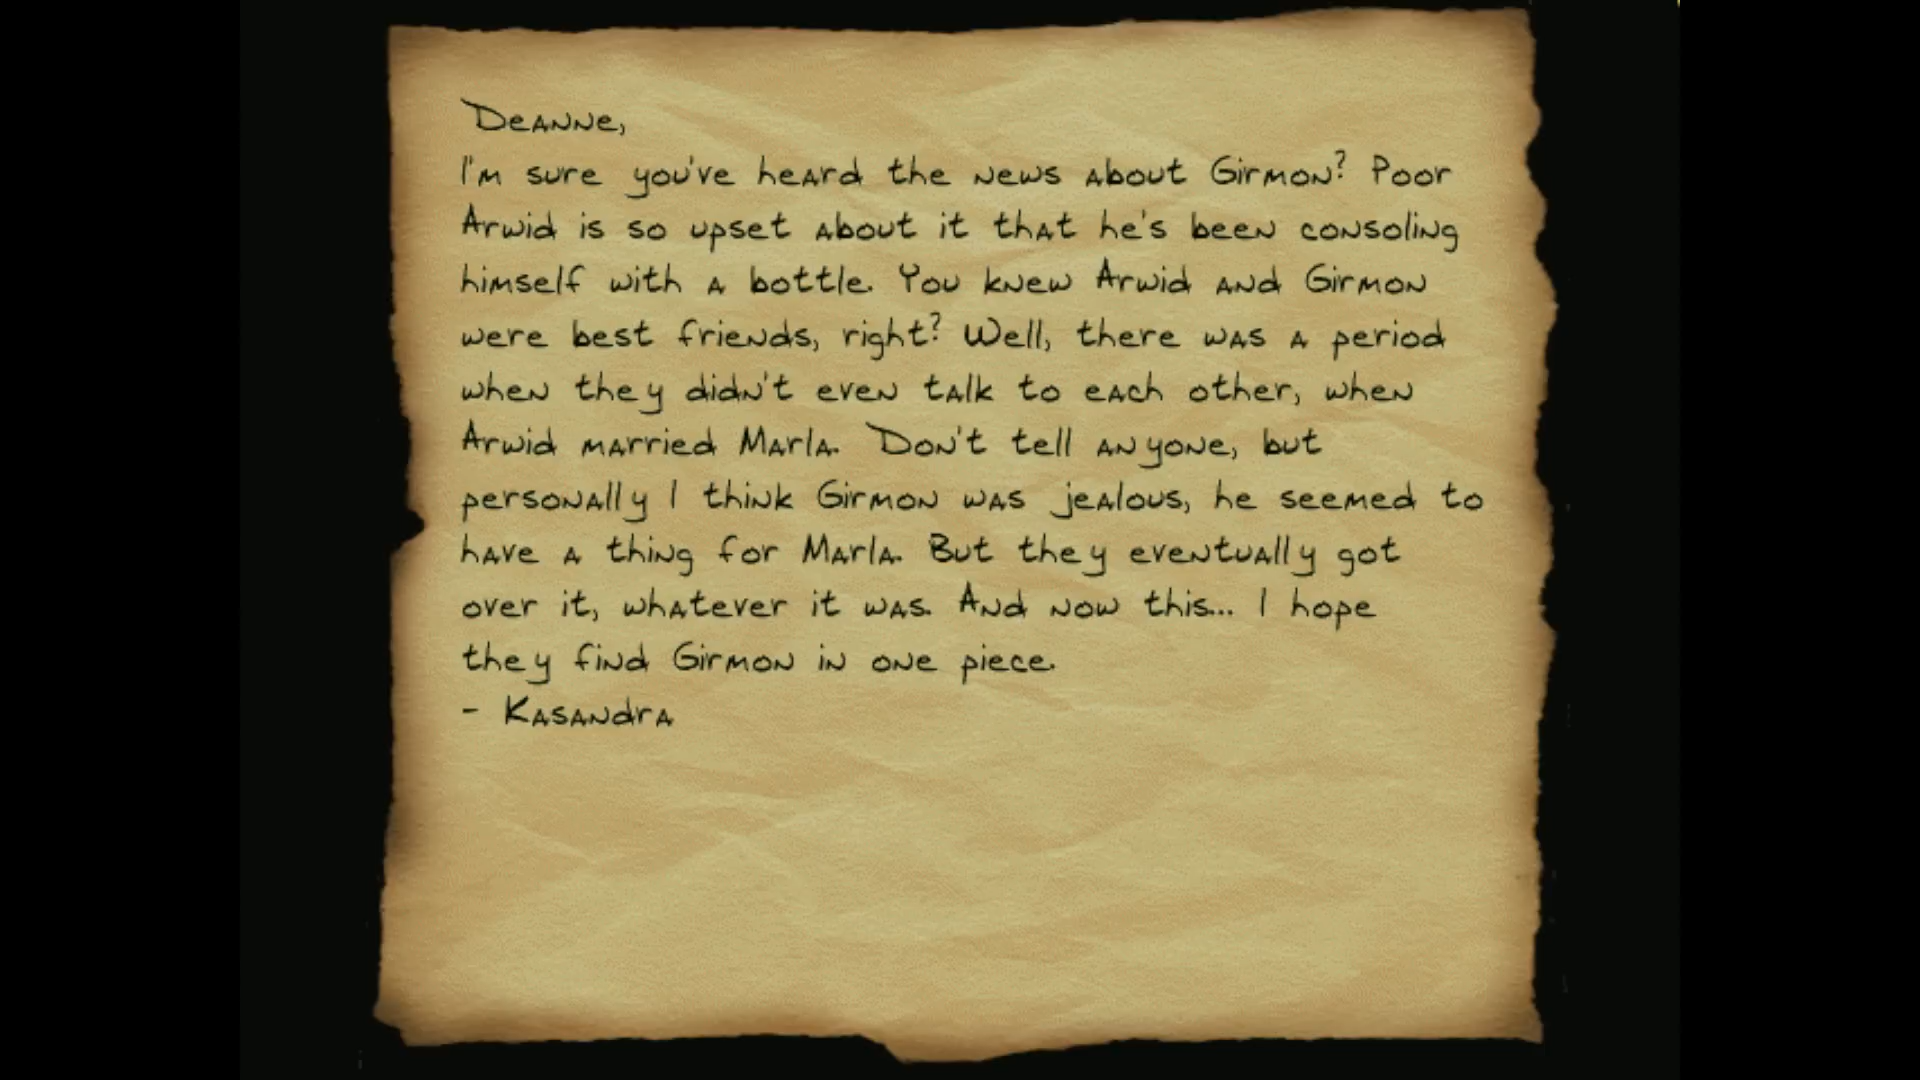 Deanne,
I'm sure you've heard the news about Girmon? Poor
Arwid is so upset about it that he's been consoling
himself with a bottle. You knew Arwid and Girmon
were best friends, right? Well, there was a period
when they didn't even talk to each other, when
Arwid married Marla. Don't tell anyone, but
personally I think Girmon was jealous, he seemed to
have a thing for Marla. But they eventually got
over it, whatever it was. And now this... I hope
they find Girmon in one piece.
- Kasandra